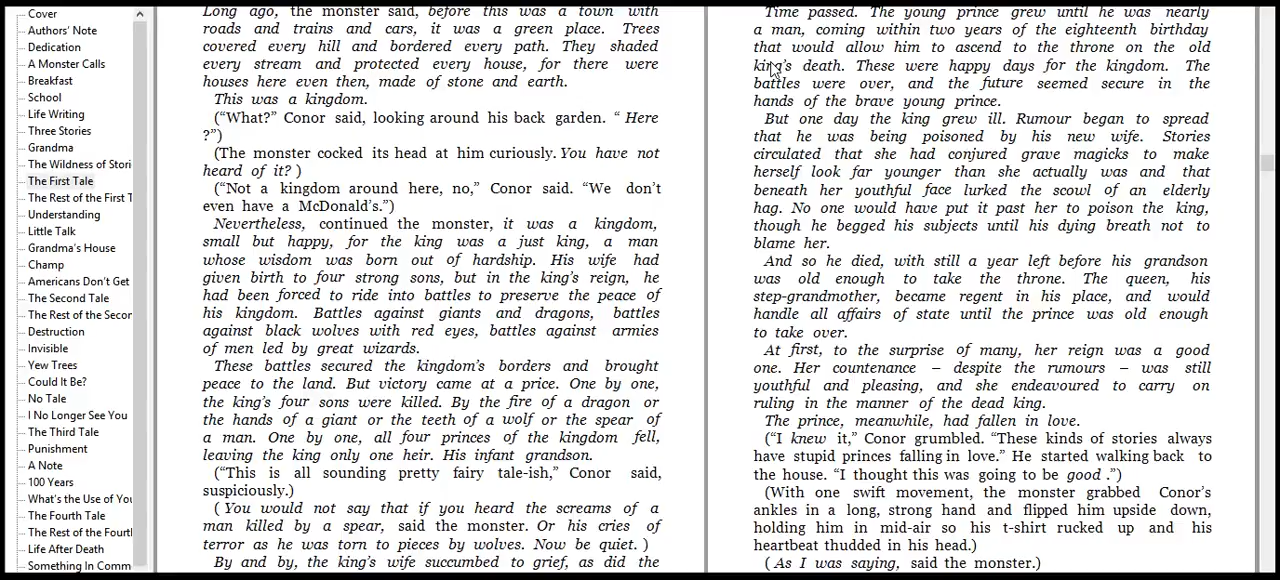 Cover
Authors' Note
Dedication
A Monster Calls
Breakfast
School
Life Writing
Three Stories
Grandma
The Wildness of Stori
The First Tale
The Rest of the First T
Understanding
Little Talk
Grandma's House
Champ
Americans Don't Get
The Second Tale
The Rest of the Secor
Destruction
Invisible
Yew Trees
Could It Be?
No Tale
I No Longer See You
The Third Tale
Punishment
A Note
100 Years
What's the Use of You
The Fourth Tale
The Rest of the Fourtl
Life After Death
Something In Comm
Long ago, the monster said, before this was a town with
roads and trains and cars, it was a green place. Trees
covered every hill and bordered every path. They shaded
every stream and protected every house, for there were
houses here even then, made of stone and earth.
This was a kingdom.
(“What?” Conor said, looking around his back garden. “ Here
?”)
(The monster cocked its head at him curiously. You have not
heard of it? )
(“Not a kingdom around here, no,” Conor said. “We don't
even have a McDonald's.”)
Nevertheless, continued the monster, it was a kingdom,
small but happy, for the king was a just king, a man
whose wisdom was born out of hardship. His wife had
given birth to four strong sons, but in the king's reign, he
had been forced to ride into battles to preserve the peace of
his kingdom. Battles against giants and dragons, battles
against black wolves with red eyes, battles against armies
of men led by great wizards.
These battles secured the kingdom's borders and brought
peace to the land. But victory came at a price. One by one,
the king's four sons were killed. By the fire of a dragon or
the hands of a giant or the teeth of a wolf or the spear of
a man. One by one, all four princes of the kingdom fell,
leaving the king only one heir. His infant grandson.
(“This is all sounding pretty fairy tale-ish,” Conor said,
suspiciously.)
( You would not say that if you heard the screams of a
man killed by a spear, said the monster. Or his cries of
terror as he was torn to pieces by wolves. Now be quiet. )
By and by, the king's wife succumbed to grief, as did the
Time passed. The young prince grew until he was nearly
a man, coming within two years of the eighteenth birthday
that would allow him to ascend to the throne on the old
king's death. These were happy days for the kingdom. The
battles were over, and the future seemed secure in the
hands of the brave young prince.
But one day the king grew ill. Rumour began to spread
that he was being poisoned by his new wife. Stories
circulated that she had conjured grave magicks to make
herself look far younger than she actually was and that
beneath her youthful face lurked the scowl of an elderly
hag. No one would have put it past her to poison the king,
though he begged his subjects until his dying breath not to
blame her.
And so he died, with still a year left before his grandson
was old enough to take the throne. The queen, his
step-grandmother, became regent in his place, and would
handle all affairs of state until the prince was old enough
to take over.
At first, to the surprise of many, her reign was a good
one. Her countenance – despite the rumours – was still
youthful and pleasing, and she endeavoured to carry on
ruling in the manner of the dead king.
The prince, meanwhile, had fallen in love.
(“I knew it,” Conor grumbled. “These kinds of stories always
have stupid princes falling in love.” He started walking back to
the house. “I thought this was going to be good .”)
(With one swift movement, the monster grabbed Conor's
ankles in a long, strong hand and flipped him upside down,
holding him in mid-air so his t-shirt rucked up and his
heartbeat thudded in his head.)
( As I was saying, said the monster.)